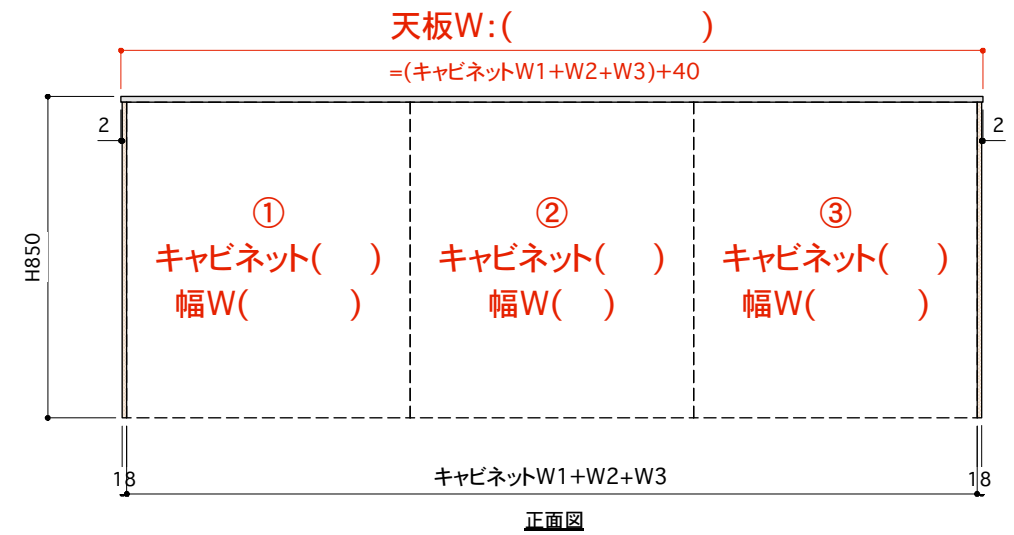 天板W:(　　　　　)
=(キャビネットW1+W2+W3)+40
2
2
H850
①
キャビネット(　)
幅W(　　　)
②
キャビネット(　)
幅W(　)
③
キャビネット(　)
幅W(　　　)
18
キャビネットW1+W2+W3
18
正面図